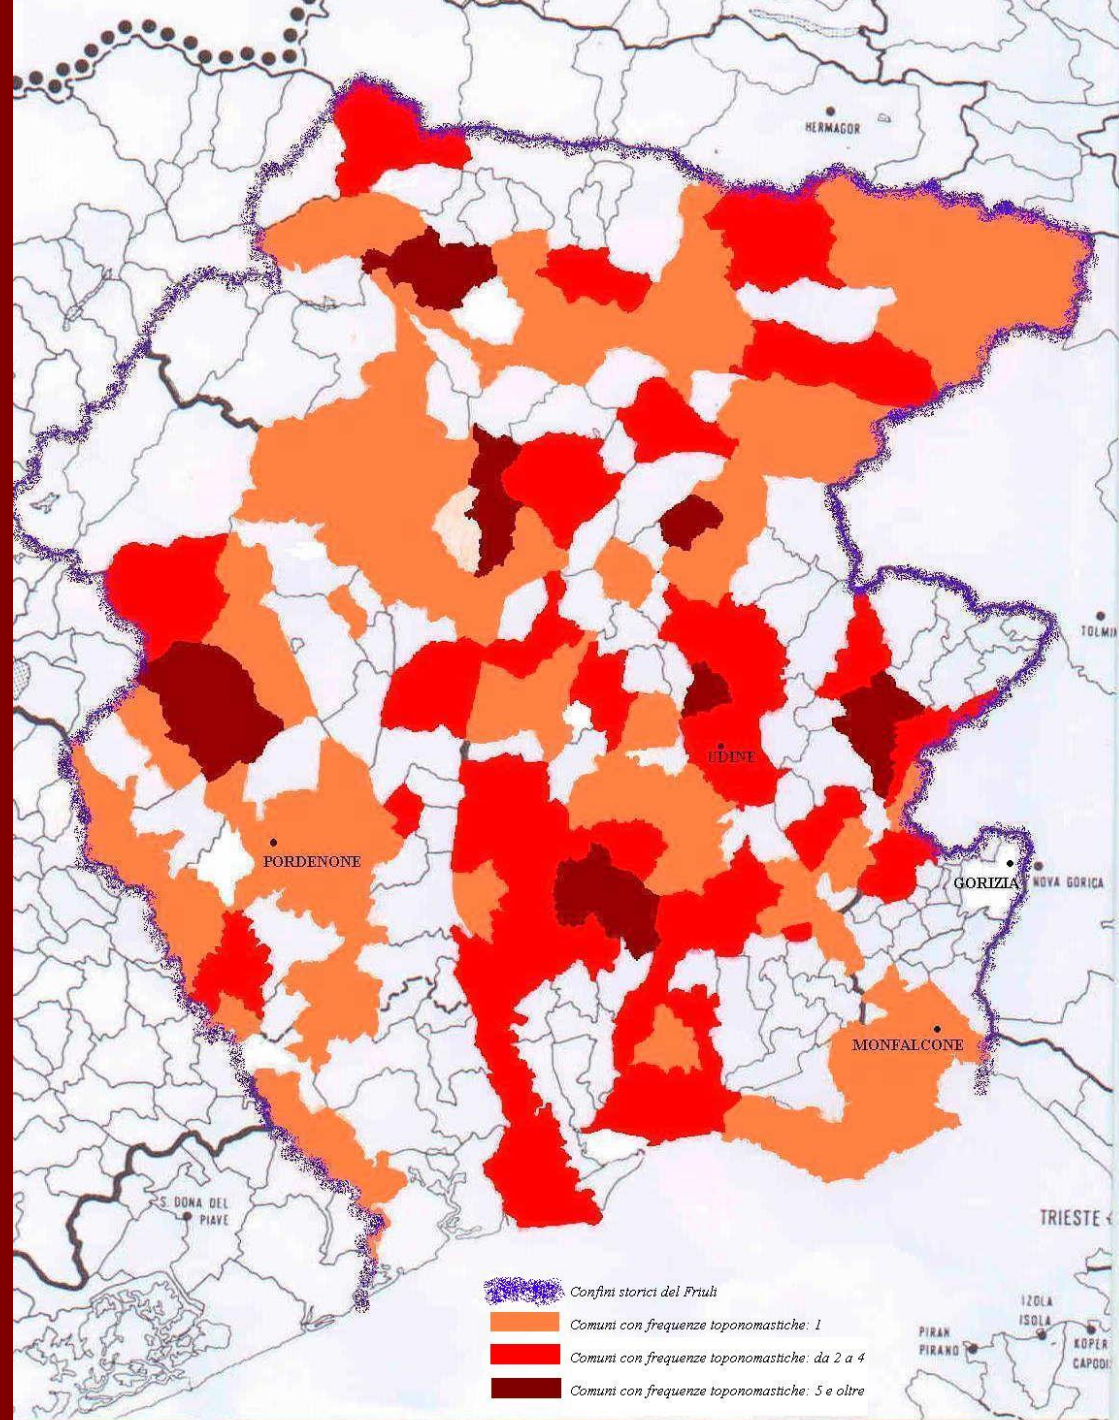 HERMAGOR
TOLMIN
UDINE
PORDENONE
GORIZIA
NOVA GORICA
MONFALCONE
S. DONA DEL
PIAVE
TRIESTE
Confini storici del Friuli
Comuni con frequenze toponomastiche: 1
Comuni con frequenze toponomastiche: da 2 a 4
Comuni con frequenze toponomastiche: 5 e oltre
IZOLA
ISOLA
PIRAN
PIRANO
KOPER
CAPODI